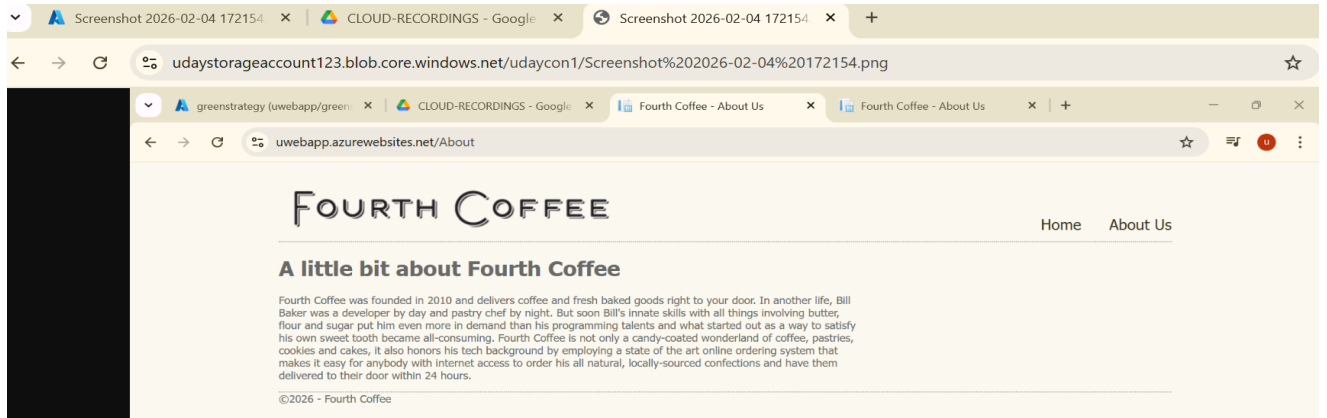 Screenshot 2026-02-04 172154
CLOUD-RECORDINGS - Google
Screenshot 2026-02-04 172154
udaystorageaccount123.blob.core.windows.net/udaycon1/Screenshot%202026-02-04%20172154.png
greenstrategy (uwebapp/green
CLOUD-RECORDINGS - Google
Fourth Coffee - About Us
Fourth Coffee - About Us
uwebapp.azurewebsites.net/About
u
FOURTH COFFEE
Home About Us
A little bit about Fourth Coffee
Fourth Coffee was founded in 2010 and delivers coffee and fresh baked goods right to your door. In another life, Bill
Baker was a developer by day and pastry chef by night. But soon Bill's innate skills with all things involving butter,
flour and sugar put him even more in demand than his programming talents and what started out as a way to satisfy
his own sweet tooth became all-consuming. Fourth Coffee is not only a candy-coated wonderland of coffee, pastries,
cookies and cakes, it also honors his tech background by employing a state of the art online ordering system that
makes it easy for anybody with internet access to order his all natural, locally-sourced confections and have them
delivered to their door within 24 hours.
©2026 - Fourth Coffee